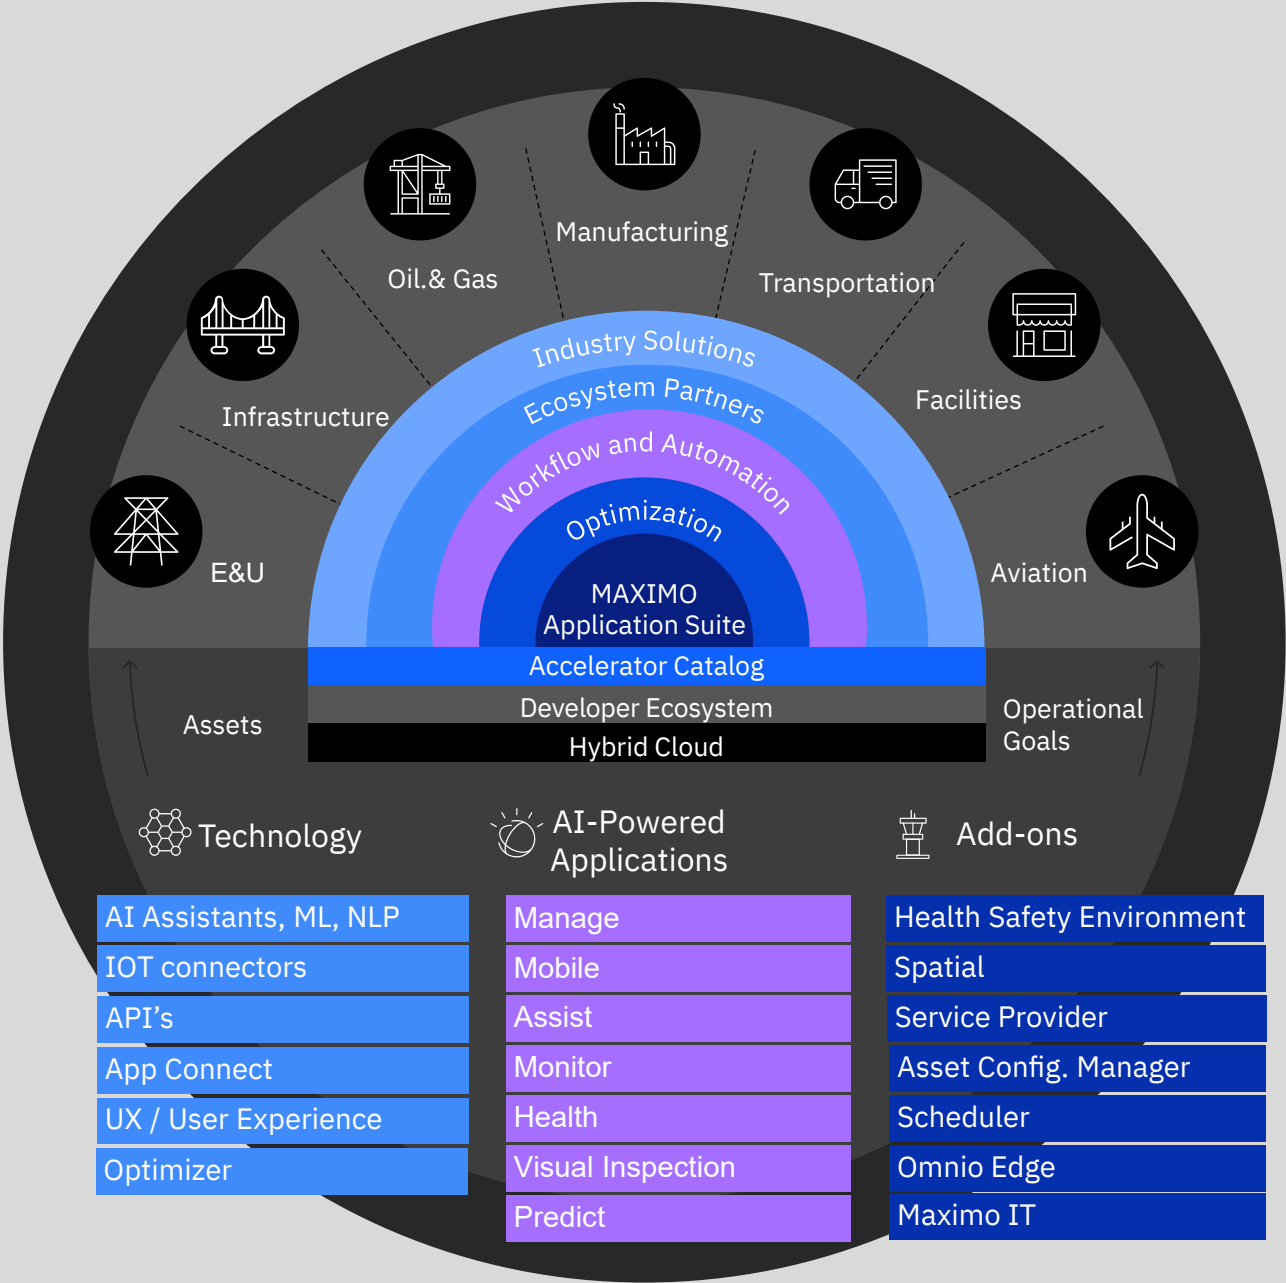 Manufacturing
Oil.& Gas
Transportation
Infrastructure
Facilities
E&U
Aviation
Industry Solutions
Ecosystem Partners
Workflow and Automation
Optimization
MAXIMO
Application Suite
Accelerator Catalog
Developer Ecosystem
Hybrid Cloud
Assets
Operational
Goals
Technology
AI Assistants, ML, NLP
IOT connectors
API’s
App Connect
UX / User Experience
Optimizer
AI-Powered
Applications
Manage
Mobile
Assist
Monitor
Health
Visual Inspection
Predict
Add-ons
Health Safety Environment
Spatial
Service Provider
Asset Config. Manager
Scheduler
Omnio Edge
Maximo IT